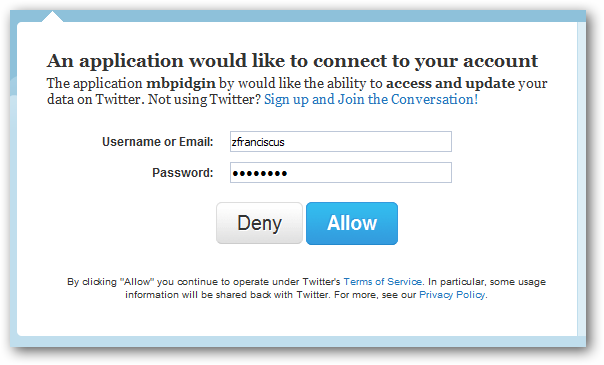 An application would like to connect to your account
The application mbpidgin by would like the ability to access and update your
data on Twitter. Not using Twitter? Sign up and Join the Conversation!
Username or Email: zfranciscus
Password: ••••••••
Deny Allow
By clicking "Allow" you continue to operate under Twitter's Terms of Service. In particular, some usage
information will be shared back with Twitter. For more, see our Privacy Policy.